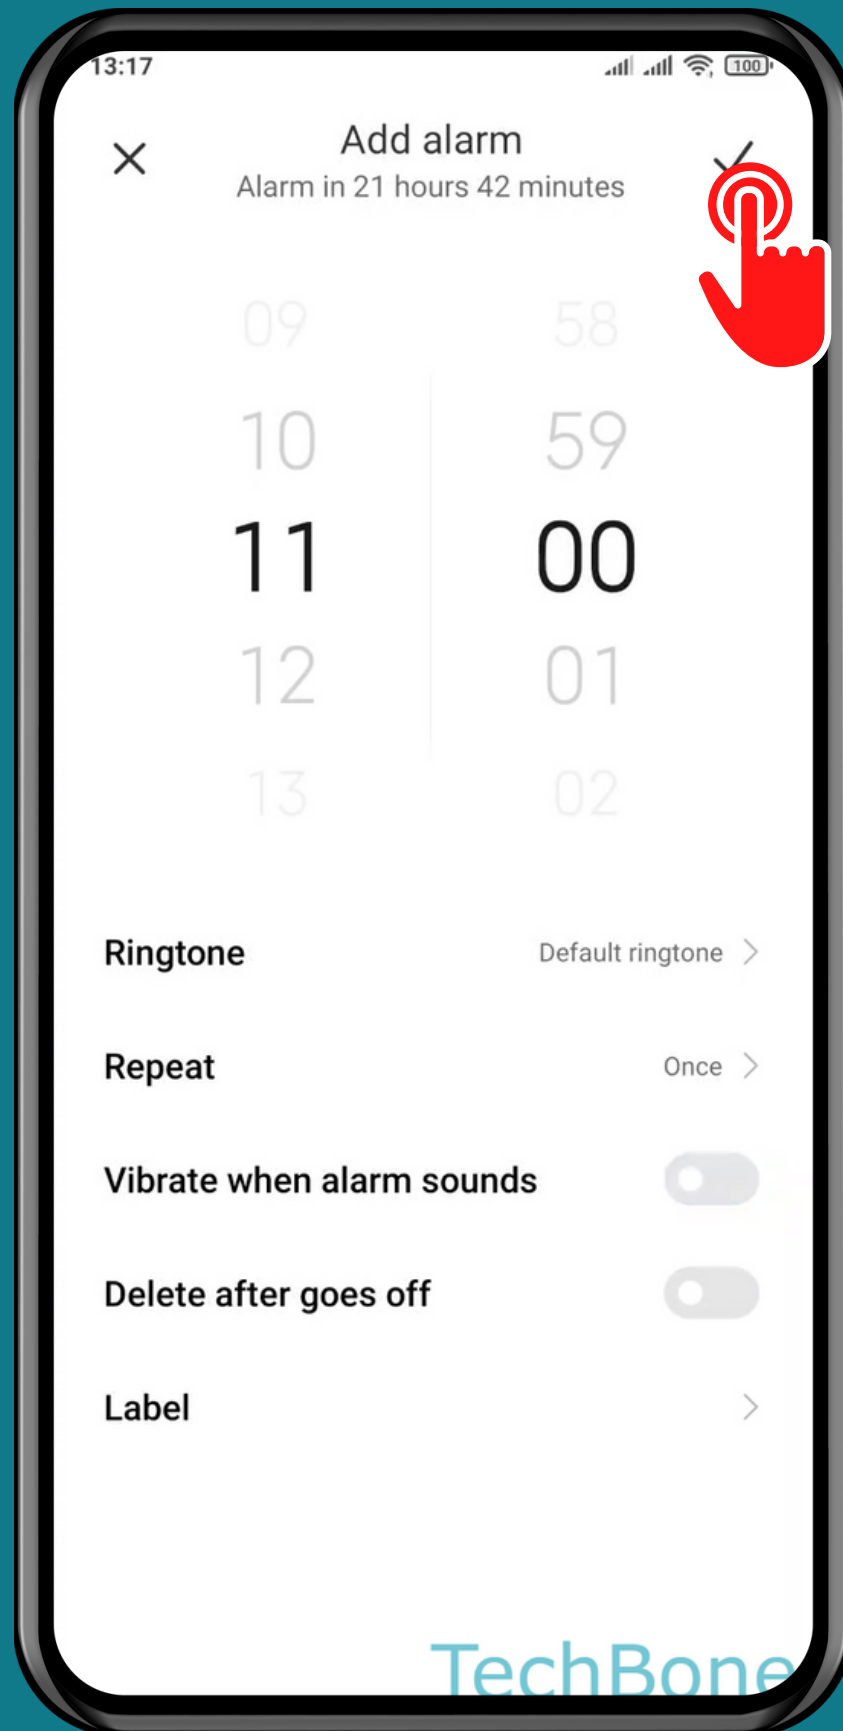 13:17
100
Add alarm
Alarm in 21 hours 42 minutes
09 58
10 59
11 00
12 01
13 02
Ringtone Default ringtone
Repeat Once
Vibrate when alarm sounds
Delete after goes off
Label
TechBone